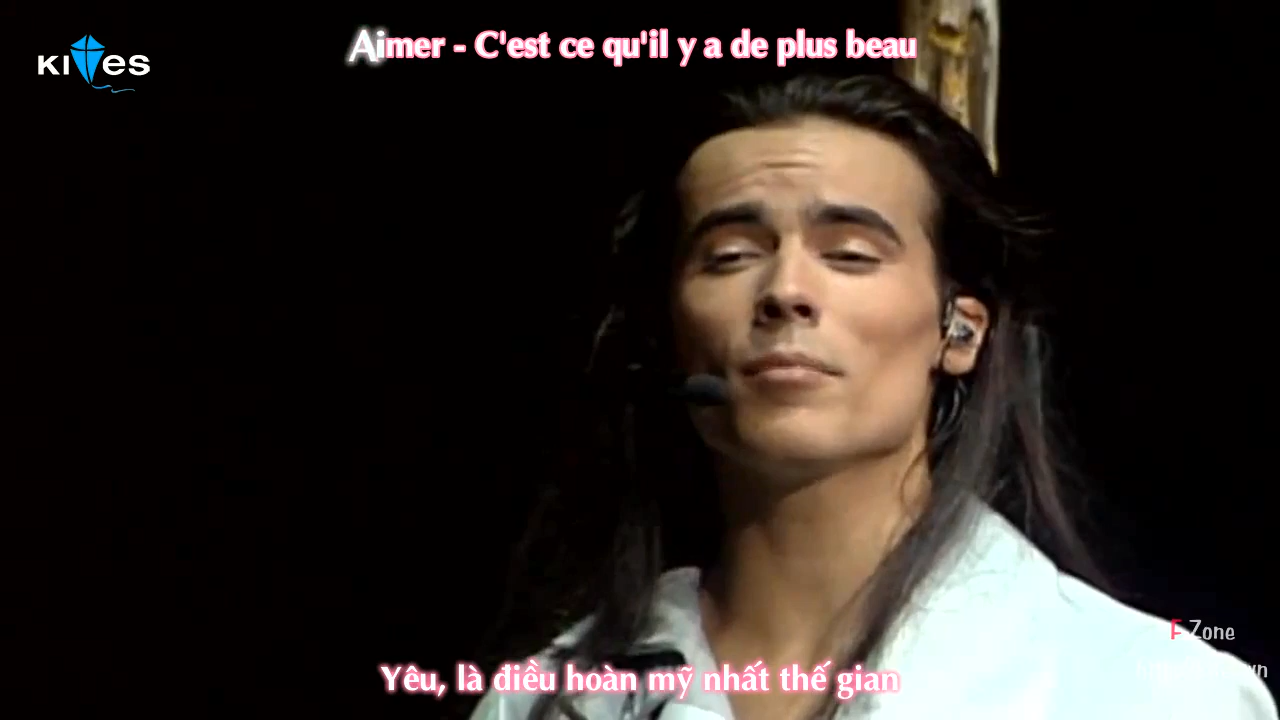 KITES
Aimer - C'est ce qu'il y a de plus beau
F Zone
Yêu, là điều hoàn mỹ nhất thế gian